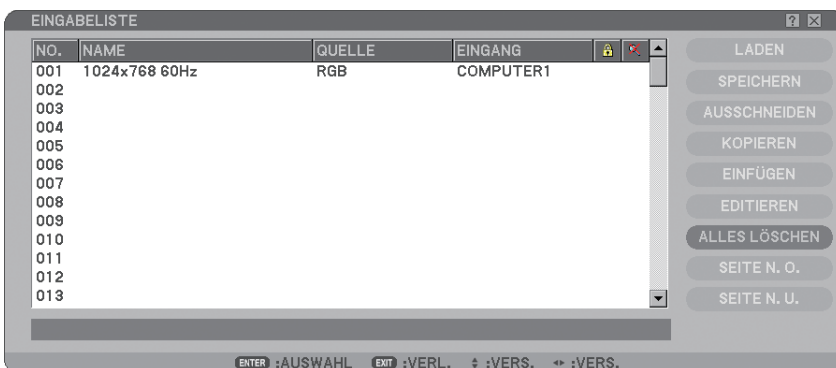 EINGABELISTE
NO. NAME QUELLE EINGANG
001 1024x768 60Hz RGB COMPUTER1
002
003
004
005
006
007
008
009
010
011
012
013
LADEN
SPEICHERN
AUSSCHNEIDEN
KOPIEREN
EINFÜGEN
EDITIEREN
ALLES LÖSCHEN
SEITE N. O.
SEITE N. U.
ENTER :AUSWAHL EXIT :VERL. :VERS. :VERS.